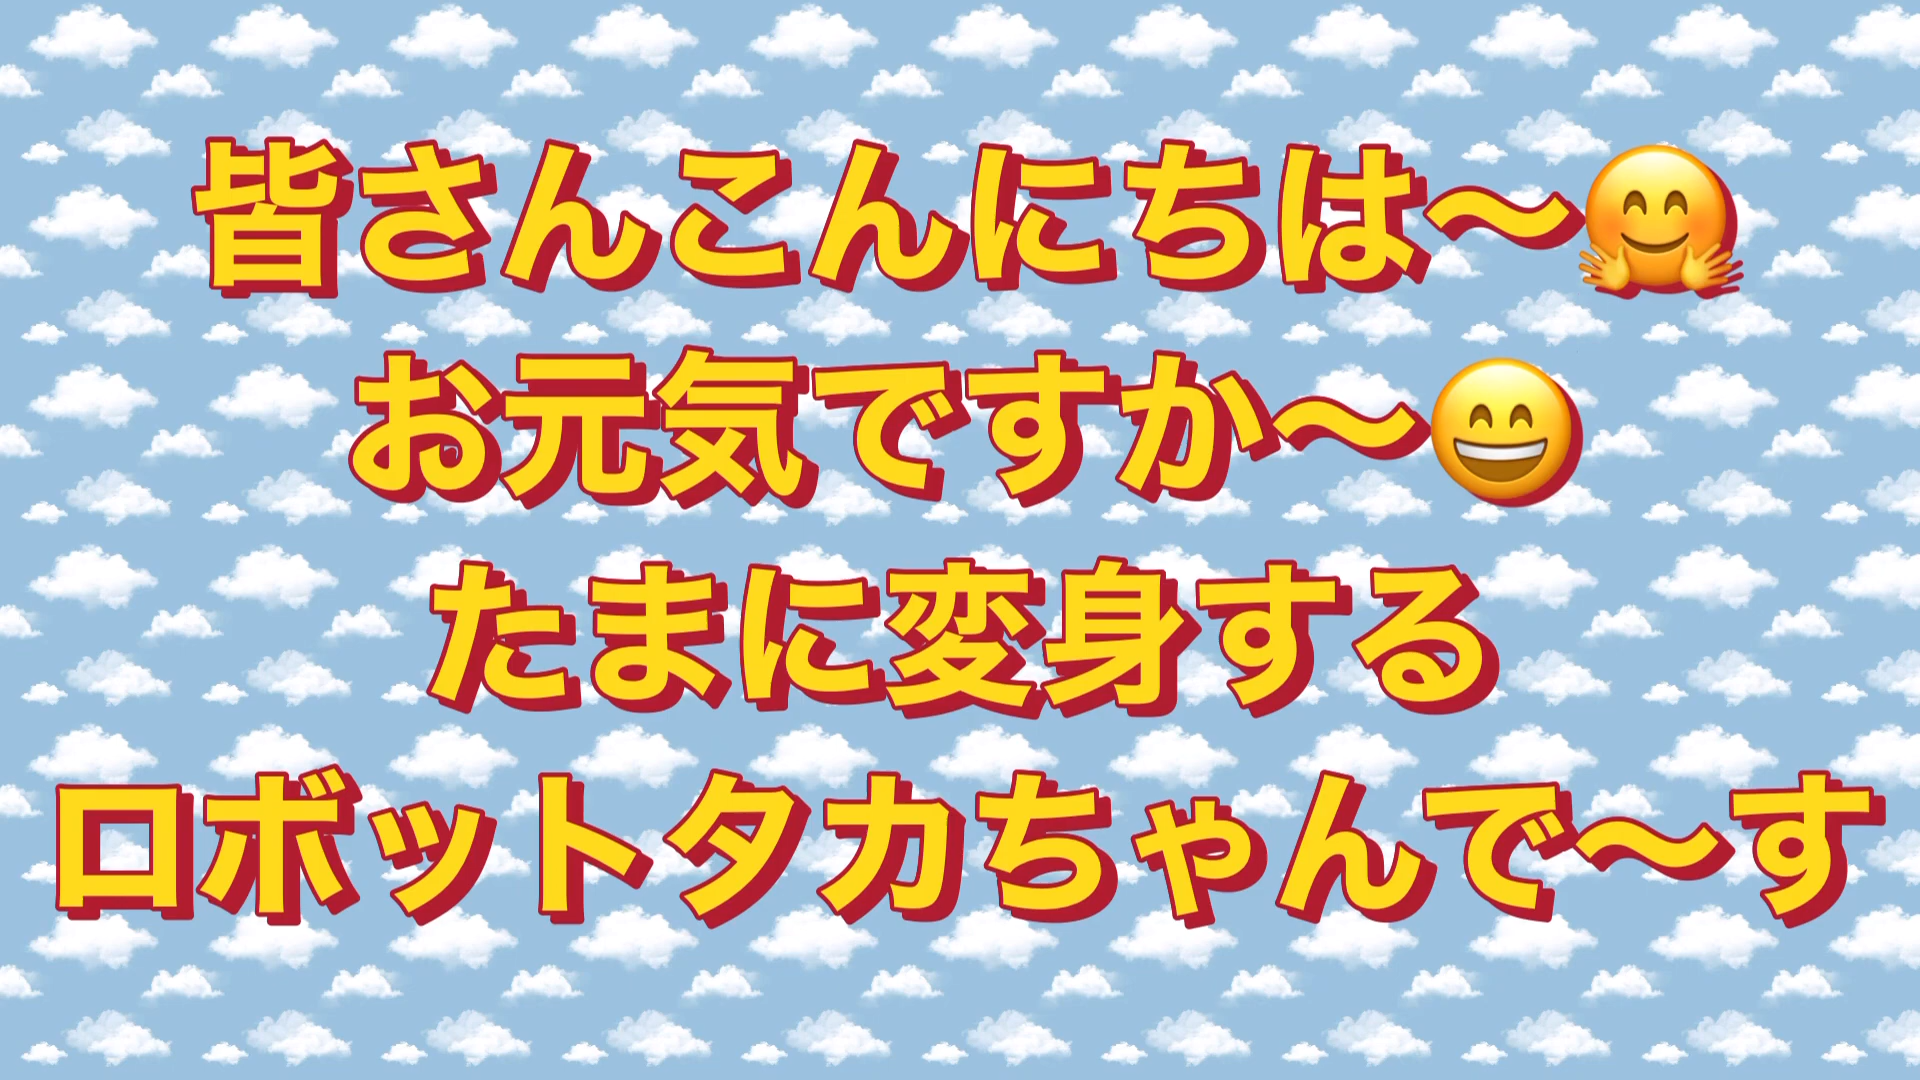 皆さんこんにちは〜🤗
お元気ですか〜😄
たまに変身する
ロボットタカちゃんで〜す